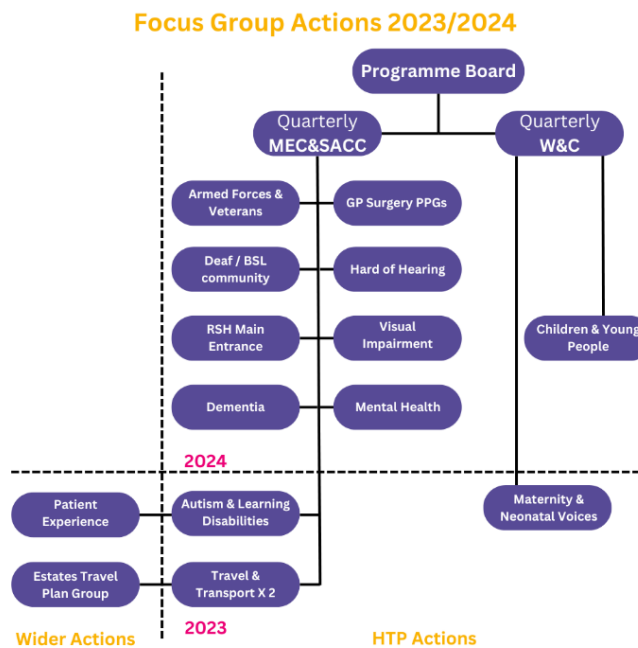 Focus Group Actions 2023/2024
Programme Board
Quarterly
MEC&SACC
Quarterly
W&C
Armed Forces &
Veterans
GP Surgery PPGs
Deaf / BSL
community
Hard of Hearing
RSH Main
Entrance
Visual
Impairment
Children & Young
People
Dementia
Mental Health
2024
Patient
Experience
Autism & Learning
Disabilities
Maternity &
Neonatal Voices
Estates Travel
Plan Group
Travel &
Transport X 2
2023
Wider Actions
HTP Actions